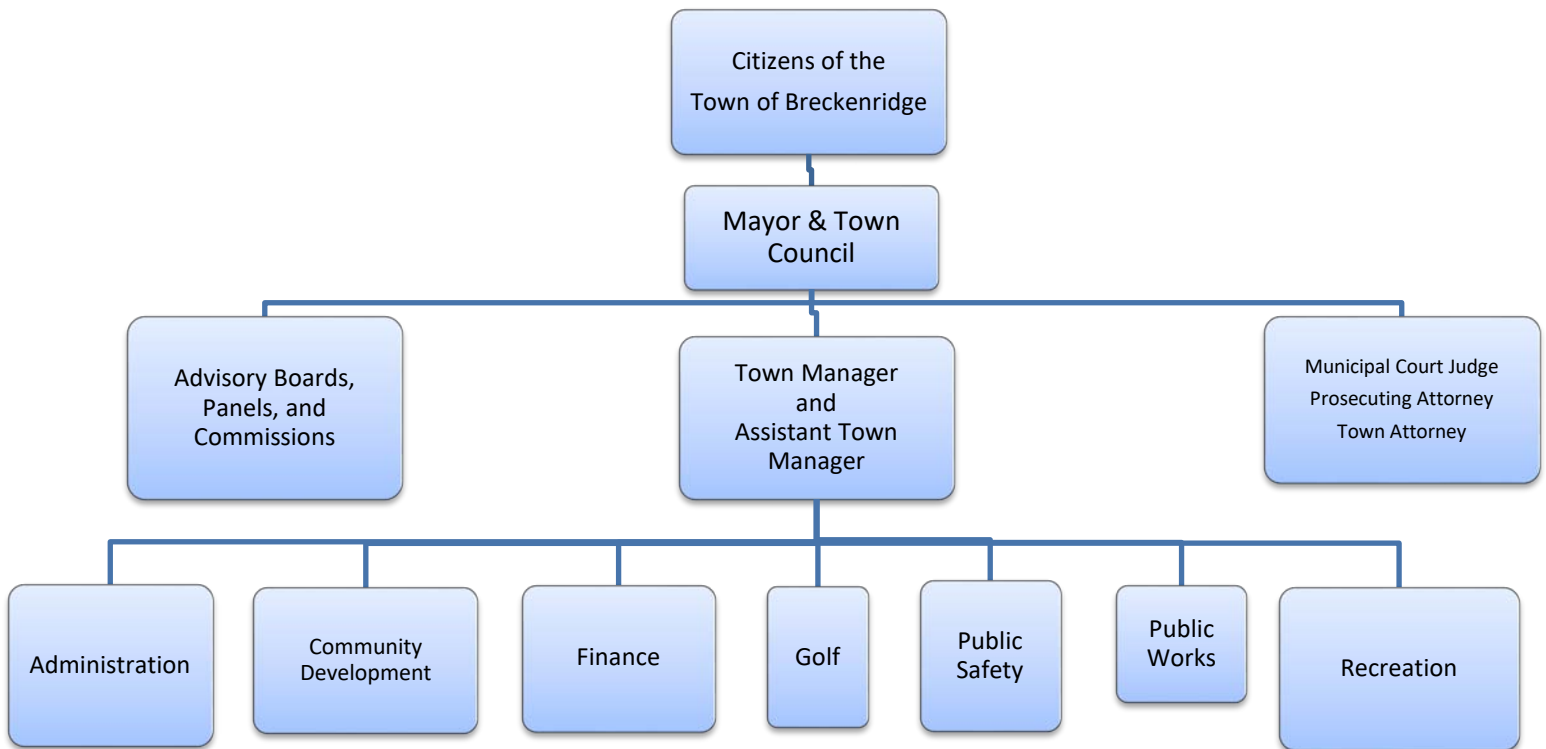 Citizens of the
Town of Breckenridge
Mayor & Town
Council
Advisory Boards,
Panels, and
Commissions
Town Manager
and
Assistant Town
Manager
Municipal Court Judge
Prosecuting Attorney
Town Attorney
Administration
Community
Development
Finance
Golf
Public
Safety
Public
Works
Recreation